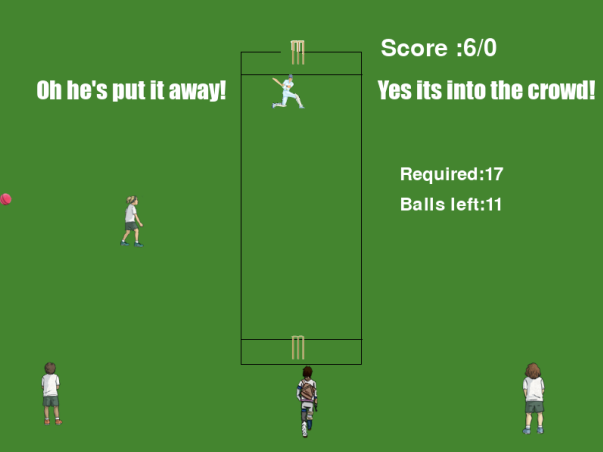 Score :6/0
Oh he's put it away!
Yes its into the crowd!
Required:17
Balls left:11